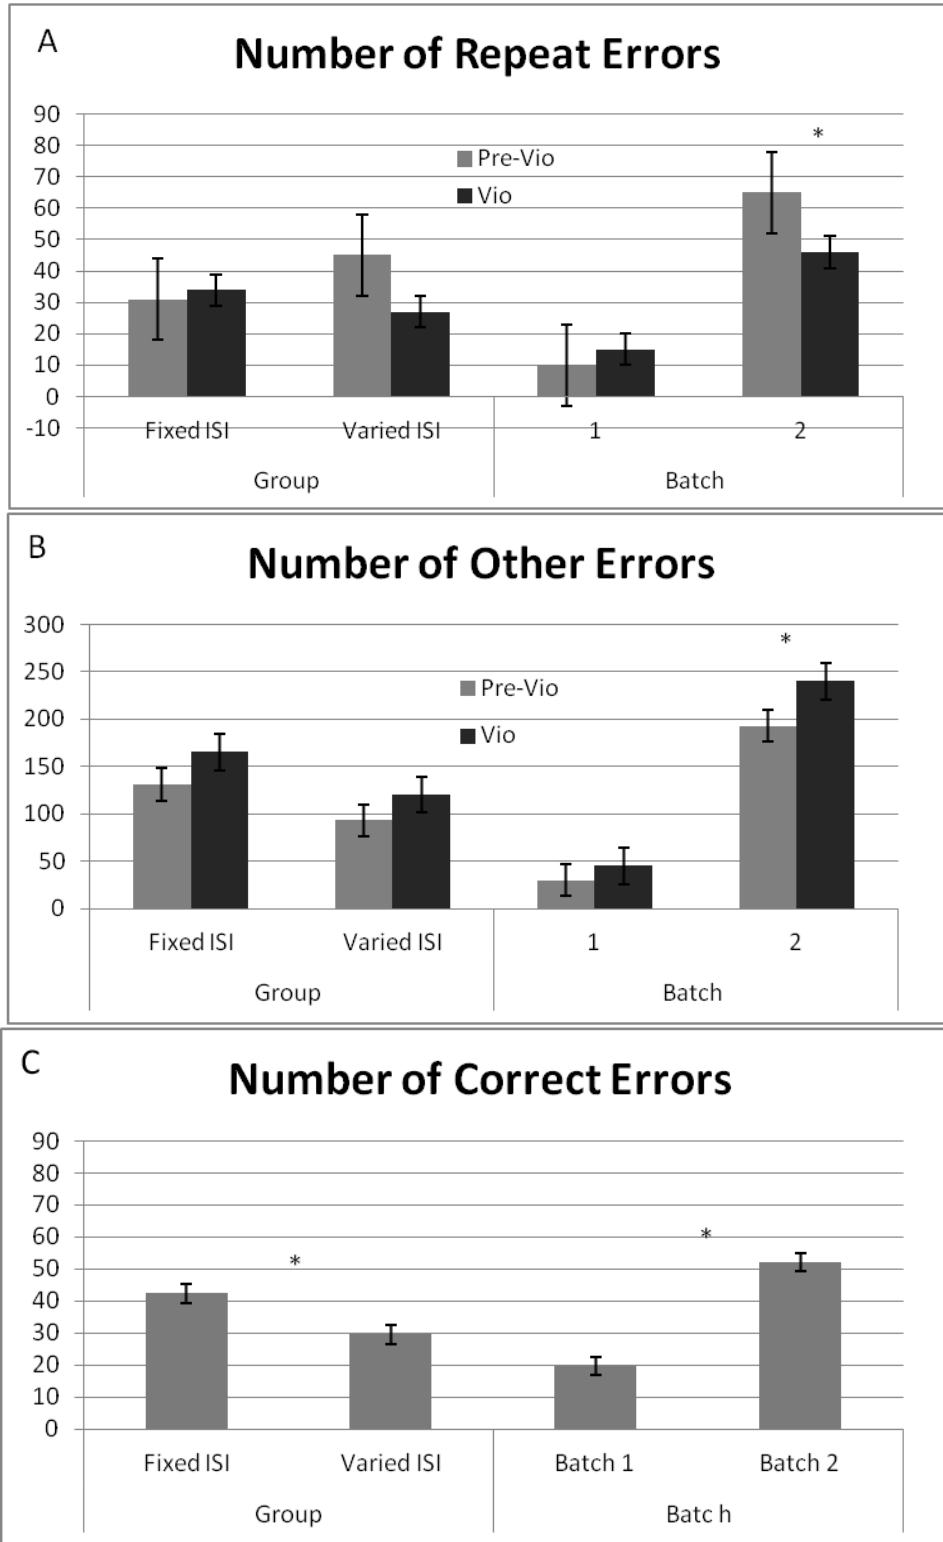 A
Number of Repeat Errors
90
80
70
60
50
40
30
20
10
0
-10
Pre-Vio
Vio
*
Fixed ISI Varied ISI 1 2
Group Batch
B
Number of Other Errors
300
250
200
150
100
50
0
Pre-Vio
Vio
*
Fixed ISI Varied ISI 1 2
Group Batch
C
Number of Correct Errors
90
80
70
60
50
40
30
20
10
0
*
*
Fixed ISI Varied ISI Batch 1 Batch 2
Group Batc h